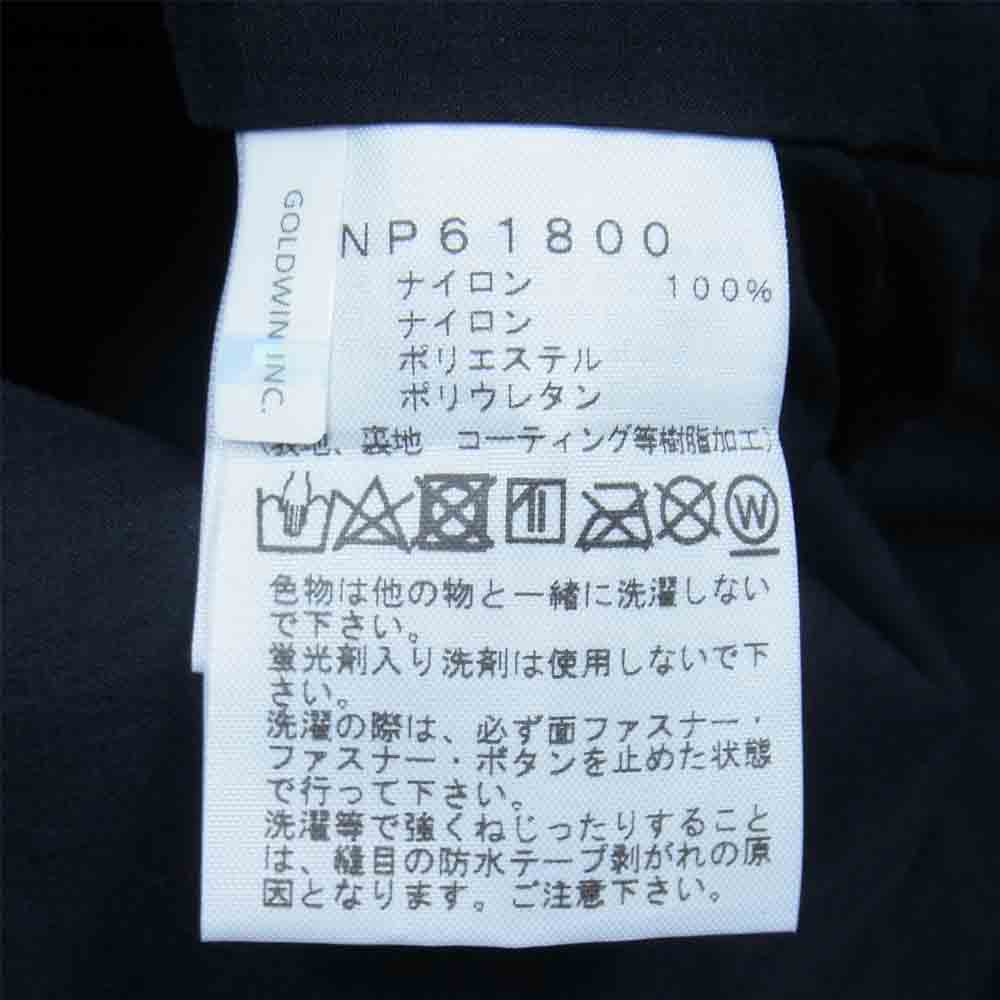 GOLDWIN INC.
NP61800
ナイロン 100%
ナイロン
ポリエステル
ポリウレタン
(表地、裏地 コーティング等樹脂加工)
W
色物は他の物と一緒に洗濯しない
で下さい。
蛍光剤入り洗剤は使用しないで下
さい。
洗濯の際は、必ず面ファスナー・
ファスナー・ボタンを止めた状態
で行って下さい。
洗濯等で強くねじったりすること
は、縫目の防水テープ剥がれの原
因となります。ご注意下さい。